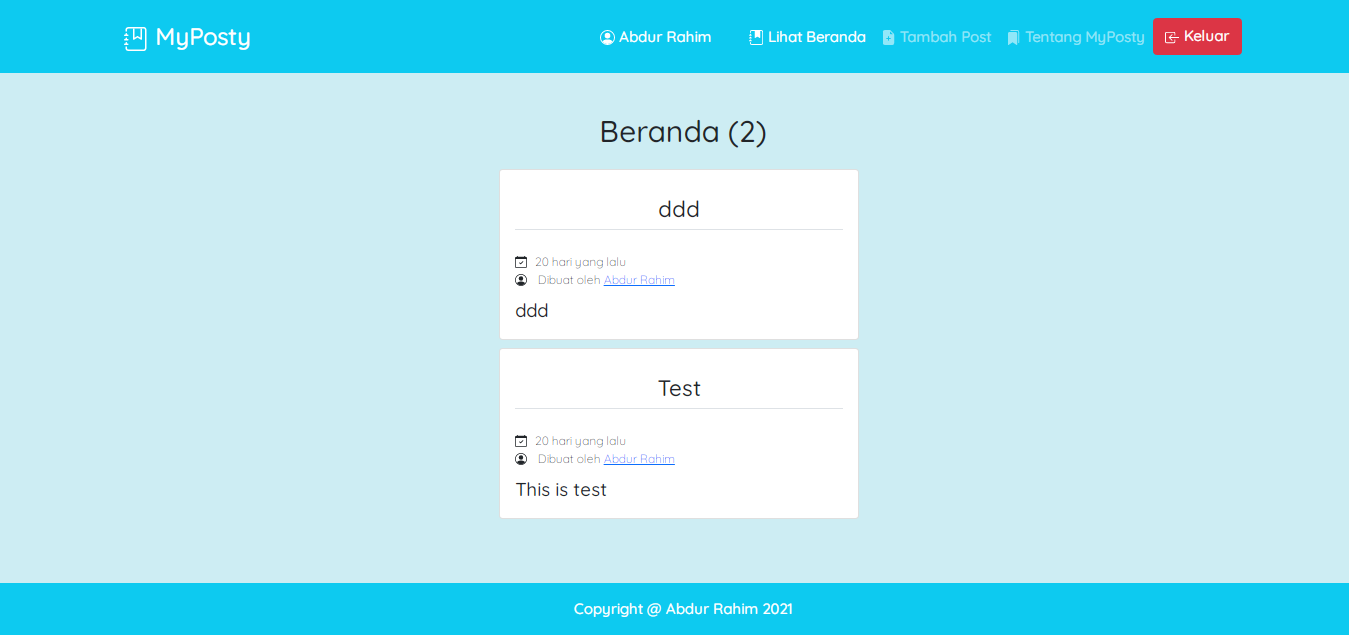 MyPosty
Abdur Rahim
Lihat Beranda
Tambah Post
Tentang MyPosty
Keluar
Beranda (2)
ddd
20 hari yang lalu
Dibuat oleh Abdur Rahim
ddd
Test
20 hari yang lalu
Dibuat oleh Abdur Rahim
This is test
Copyright @ Abdur Rahim 2021